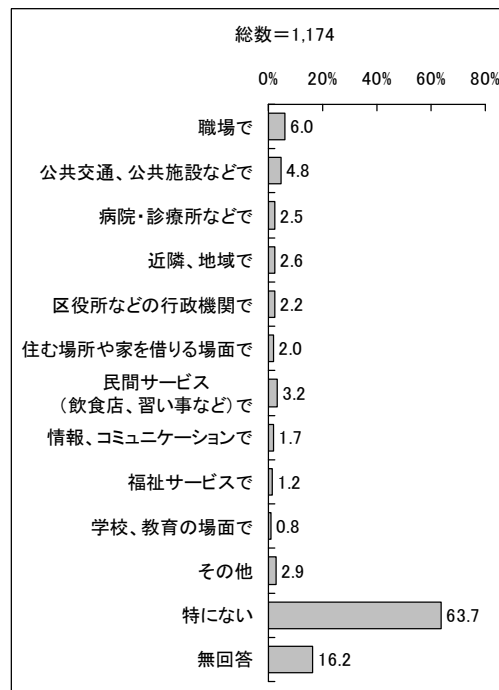 総数＝1,174
0% 20% 40% 60% 80%
職場で 6.0
公共交通、公共施設などで 4.8
病院・診療所などで 2.5
近隣、地域で 2.6
区役所などの行政機関で 2.2
住む場所や家を借りる場面で 2.0
民間サービス
（飲食店、習い事など）で 3.2
情報、コミュニケーションで 1.7
福祉サービスで 1.2
学校、教育の場面で 0.8
その他 2.9
特にない 63.7
無回答 16.2